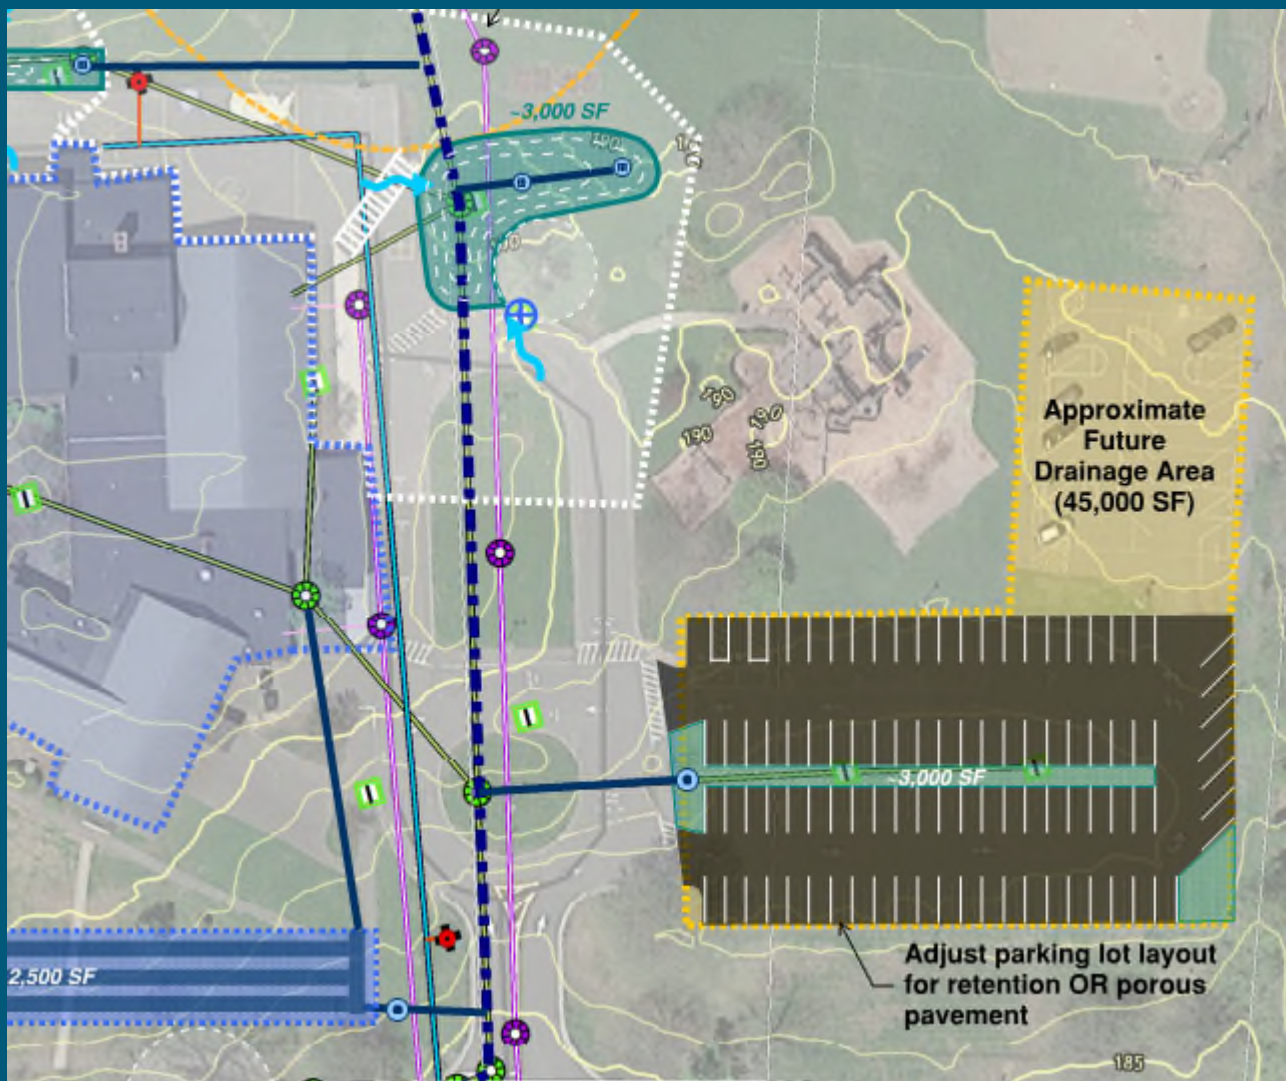 ~3,000 SF
190
190
190
190
190
Approximate
Future
Drainage Area
(45,000 SF)
~3,000 SF
2,500 SF
Adjust parking lot layout
for retention OR porous
pavement
185